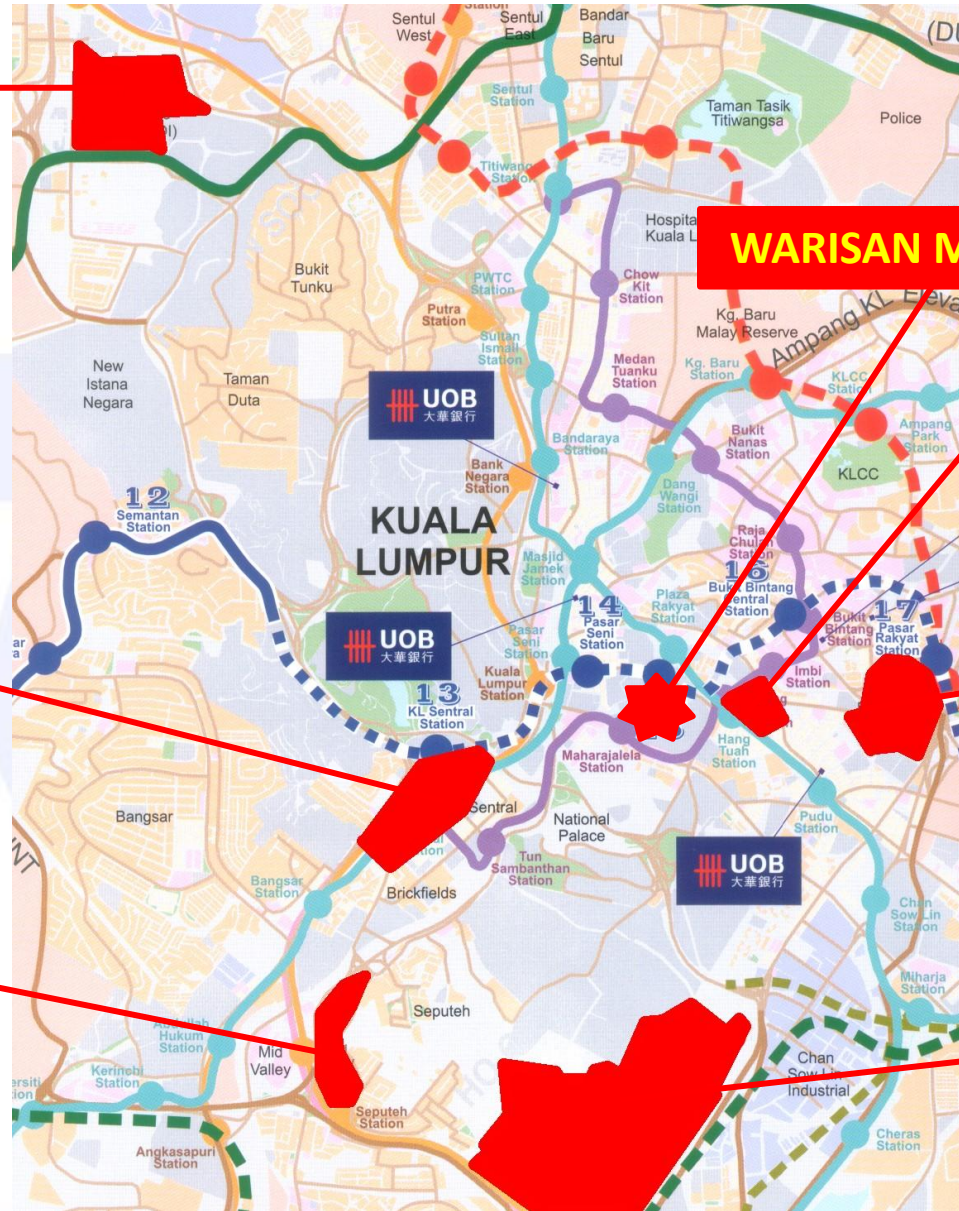 Station
Sentul
West
Sentul
East
Bandar
Baru
Sentul
Sentul
Station
Taman Tasik
Titiwangsa
Police
Station
Kuala L
WARISAN M
Bukit
Tunku
PWTC
Station
Chow
Kit
Station
Putra
Station
Sultan
Ismail
Station
Kg. Baru
Malay Reserve
Ampang KL Eleva
New
Istana
Negara
Taman
Duta
Medan
Tuanku
Station
Kg. Baru
Station
KLCC
Station
UOB
大華銀行
Bandaraya
Station
Bukit
Nanas
Station
Ampang
Park
Station
Bank
Negara
Station
KLCC
Dang
Wangi
Station
12
Semantan
Station
KUALA
LUMPUR
Masjid
Jamek
Station
Raja
Station
16
Bukit Bintang
Central
Station
14
Pasar
Seni
Station
Plaza
Rakyat
Station
Bukit
Bintang
Station
17
Pasar
Rakyat
Station
UOB
大華銀行
Pasar
Seni
Station
Kuala
Lumpur
Station
Imbi
Station
13
KL Sentral
Station
Maharajalela
Station
Hang
Tuah
Station
Bangsar
Sentral
National
Palace
Pudu
Station
Tun
Sambanthan
Station
UOB
大華銀行
Bangsar
Station
Brickfields
Chan
Sow Lin
Station
Miharja
Station
Seputeh
Abdullah
Hukum
Station
Mid
Valley
Kerinchi
Station
Chan
Sow Lin
Industrial
Seputeh
Station
Angkasapuri
Station
Cheras
Station